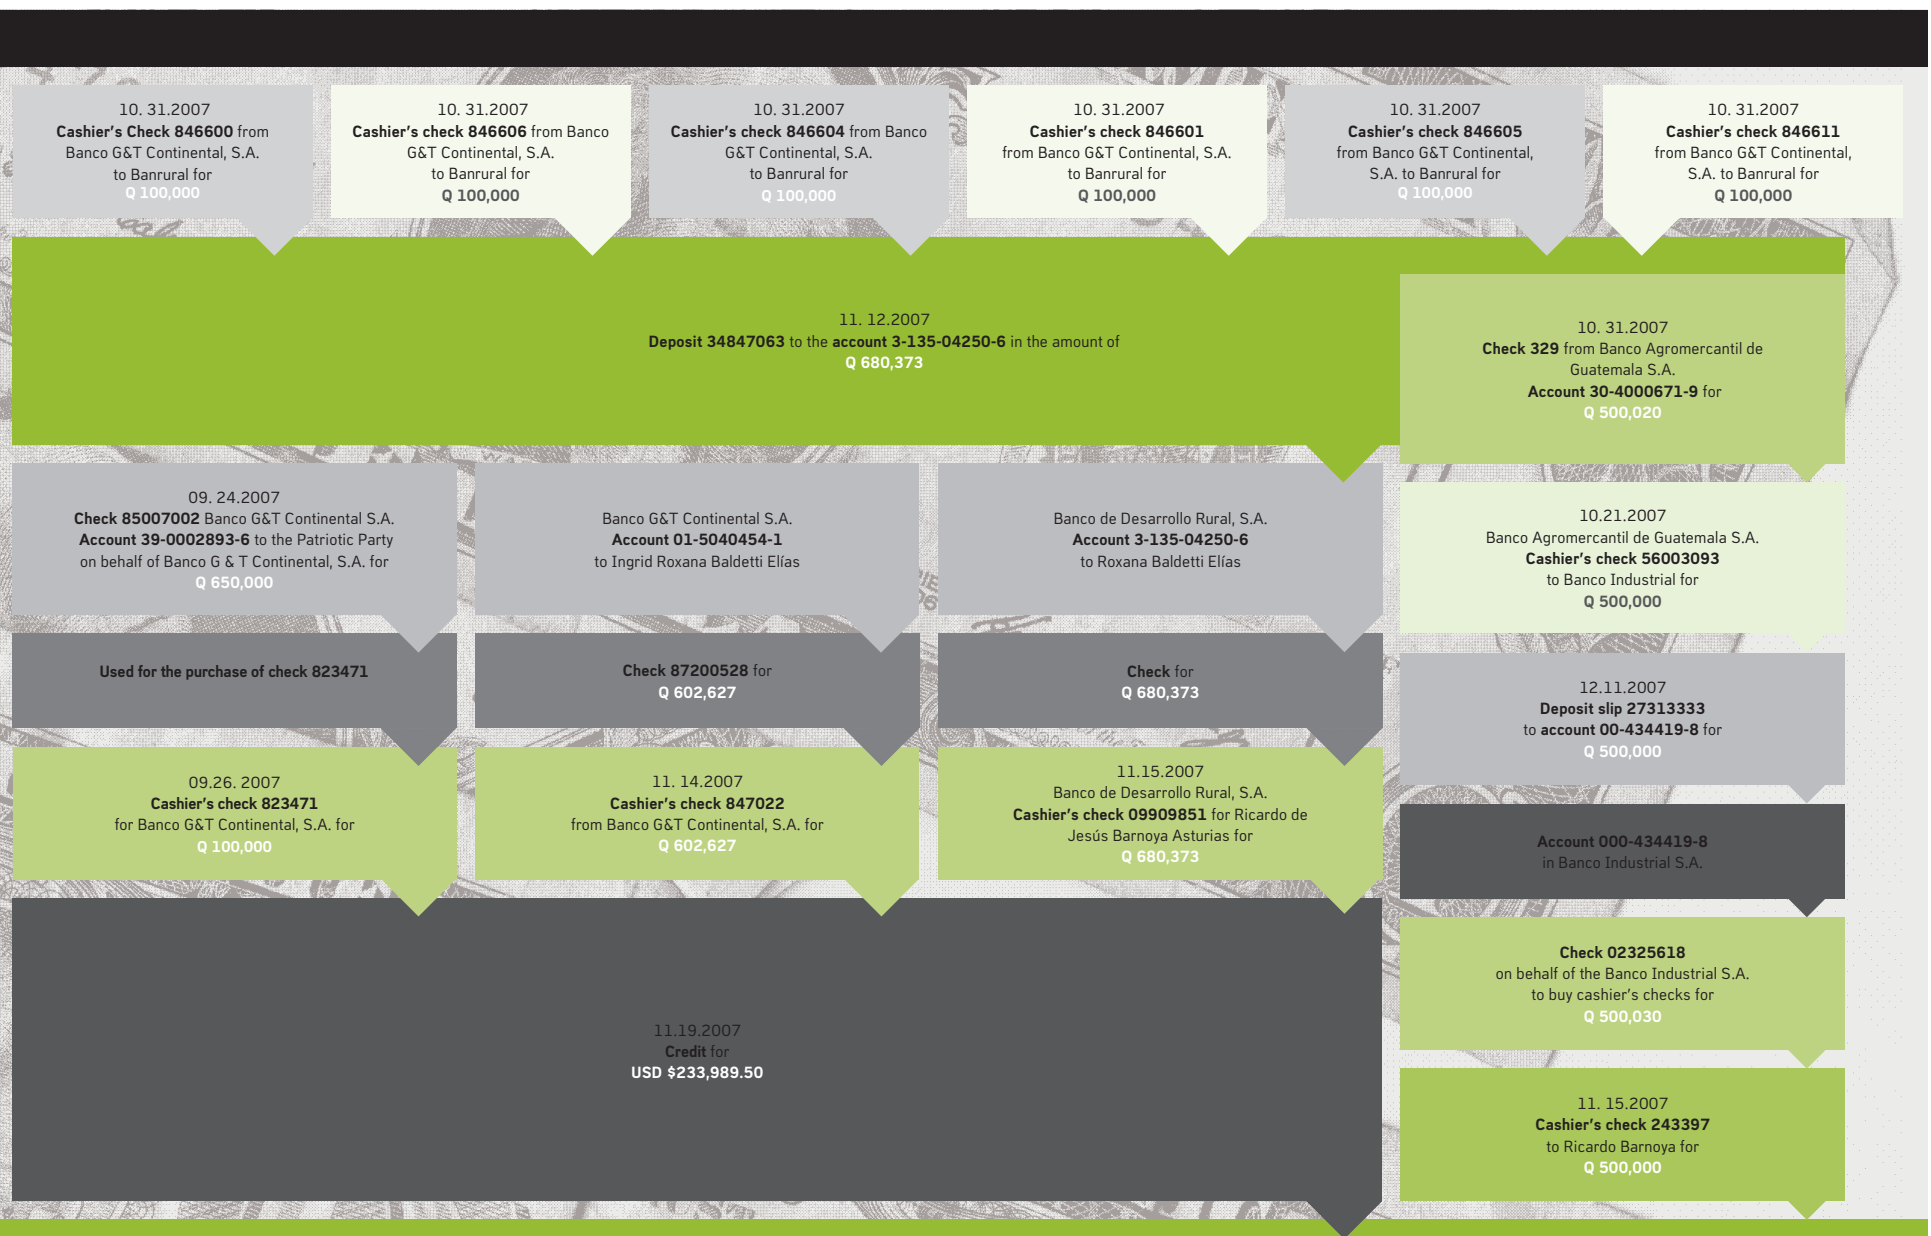 10. 31.2007
Cashier's Check 846600 from
Banco G&T Continental, S.A.
to Banrural for
Q 100,000
10. 31.2007
Cashier's check 846606 from Banco
G&T Continental, S.A.
to Banrural for
Q 100,000
10. 31.2007
Cashier's check 846604 from Banco
G&T Continental, S.A.
to Banrural for
Q 100,000
10. 31.2007
Cashier's check 846601
from Banco G&T Continental, S.A.
to Banrural for
Q 100,000
10. 31.2007
Cashier's check 846605
from Banco G&T Continental,
S.A. to Banrural for
Q 100,000
10. 31.2007
Cashier's check 846611
from Banco G&T Continental,
S.A. to Banrural for
Q 100,000
11. 12.2007
Deposit 34847063 to the account 3-135-04250-6 in the amount of
Q 680,373
10. 31.2007
Check 329 from Banco Agromercantil de
Guatemala S.A.
Account 30-4000671-9 for
Q 500,020
09. 24.2007
Check 85007002 Banco G&T Continental S.A.
Account 39-0002893-6 to the Patriotic Party
on behalf of Banco G & T Continental, S.A. for
Q 650,000
Banco G&T Continental S.A.
Account 01-5040454-1
to Ingrid Roxana Baldetti Elías
Banco de Desarrollo Rural, S.A.
Account 3-135-04250-6
to Roxana Baldetti Elías
10.21.2007
Banco Agromercantil de Guatemala S.A.
Cashier's check 56003093
to Banco Industrial for
Q 500,000
Used for the purchase of check 823471
Check 87200528 for
Q 602,627
Check for
Q 680,373
12.11.2007
Deposit slip 27313333
to account 00-434419-8 for
Q 500,000
09.26. 2007
Cashier's check 823471
for Banco G&T Continental, S.A. for
Q 100,000
11. 14.2007
Cashier's check 847022
from Banco G&T Continental, S.A. for
Q 602,627
11.15.2007
Banco de Desarrollo Rural, S.A.
Cashier's check 09909851 for Ricardo de
Jesús Barnoya Asturias for
Q 680,373
Account 000-434419-8
in Banco Industrial S.A.
Check 02325618
on behalf of the Banco Industrial S.A.
to buy cashier's checks for
Q 500,030
11.19.2007
Credit for
USD $233,989.50
11. 15.2007
Cashier's check 243397
to Ricardo Barnoya for
Q 500,000